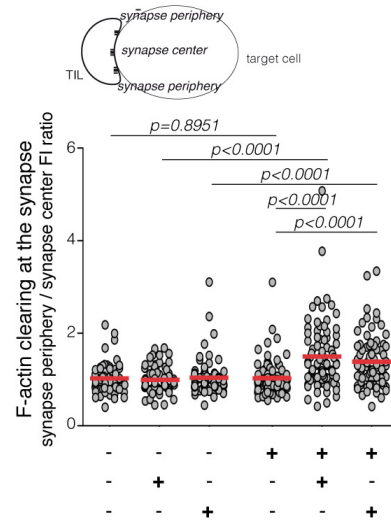 synapse periphery
synapse center
target cell
TIL
synapse periphery
F-actin clearing at the synapse
synapse periphery / synapse center FI ratio
p=0.8951
p<0.0001
p<0.0001
p<0.0001
p<0.0001
6
4
2
0
- - - + + +
- + - - + -
- - + - - +